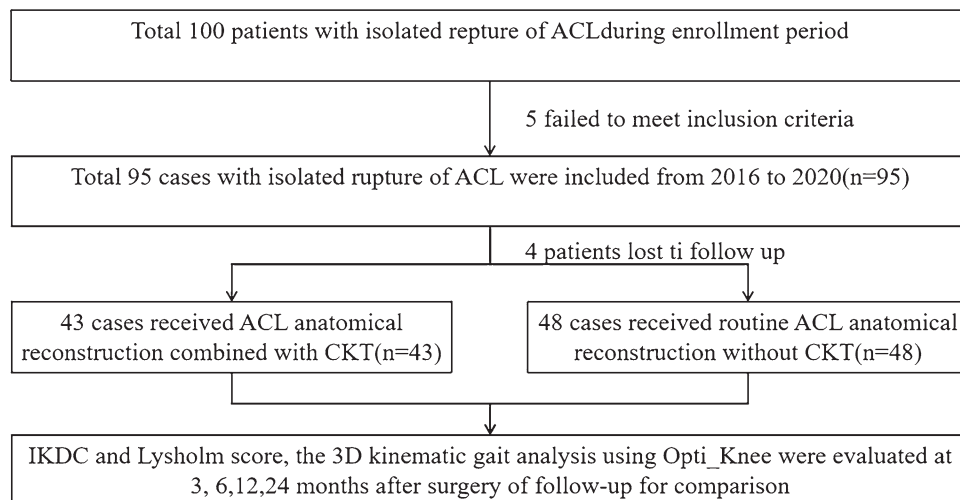 Total 100 patients with isolated repture of ACLduring enrollment period
5 failed to meet inclusion criteria
Total 95 cases with isolated rupture of ACL were included from 2016 to 2020(n=95)
4 patients lost ti follow up
43 cases received ACL anatomical
reconstruction combined with CKT(n=43)
48 cases received routine ACL anatomical
reconstruction without CKT(n=48)
IKDC and Lysholm score, the 3D kinematic gait analysis using Opti_Knee were evaluated at
3, 6,12,24 months after surgery of follow-up for comparison